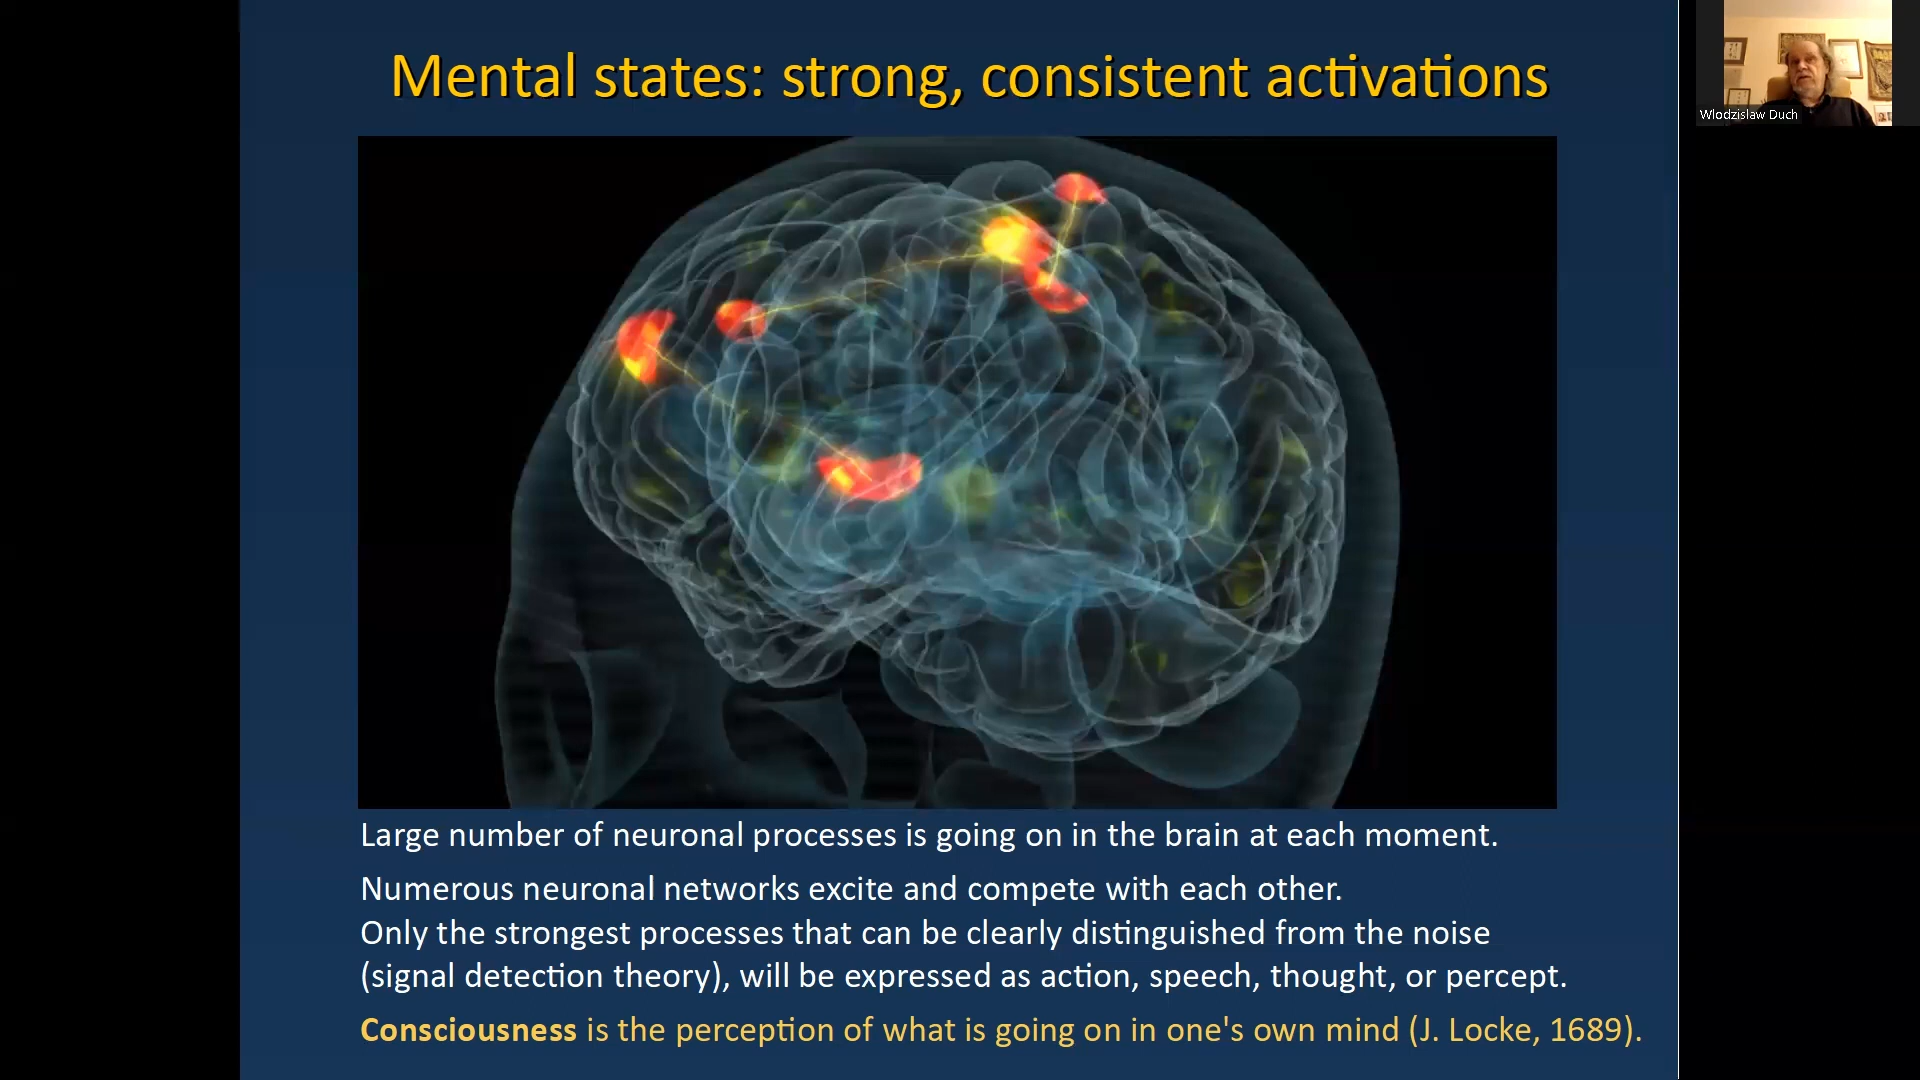 Mental states: strong, consistent activations
Wlodzislaw Duch
Large number of neuronal processes is going on in the brain at each moment.
Numerous neuronal networks excite and compete with each other.
Only the strongest processes that can be clearly distinguished from the noise
(signal detection theory), will be expressed as action, speech, thought, or percept.
Consciousness is the perception of what is going on in one's own mind (J. Locke, 1689).